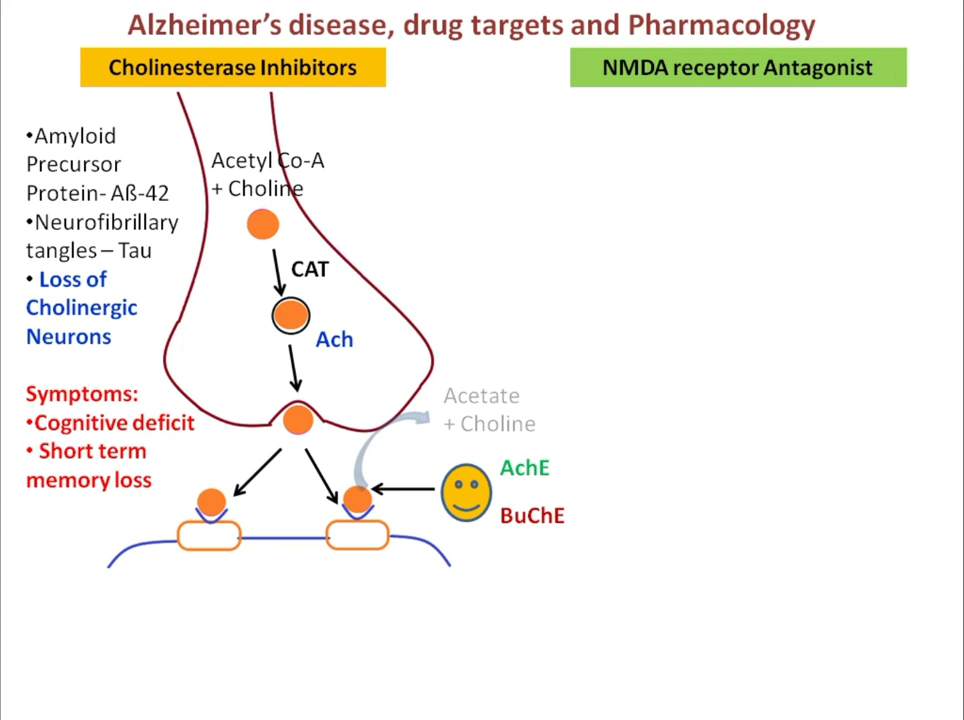 Alzheimer's disease, drug targets and Pharmacology
Cholinesterase Inhibitors
NMDA receptor Antagonist
•Amyloid
Precursor
Protein- Aß-42
•Neurofibrillary
tangles – Tau
• Loss of
Cholinergic
Neurons
Symptoms:
•Cognitive deficit
• Short term
memory loss
Acetyl Co-A
+ Choline
CAT
Ach
Acetate
+ Choline
AchE
BuChE